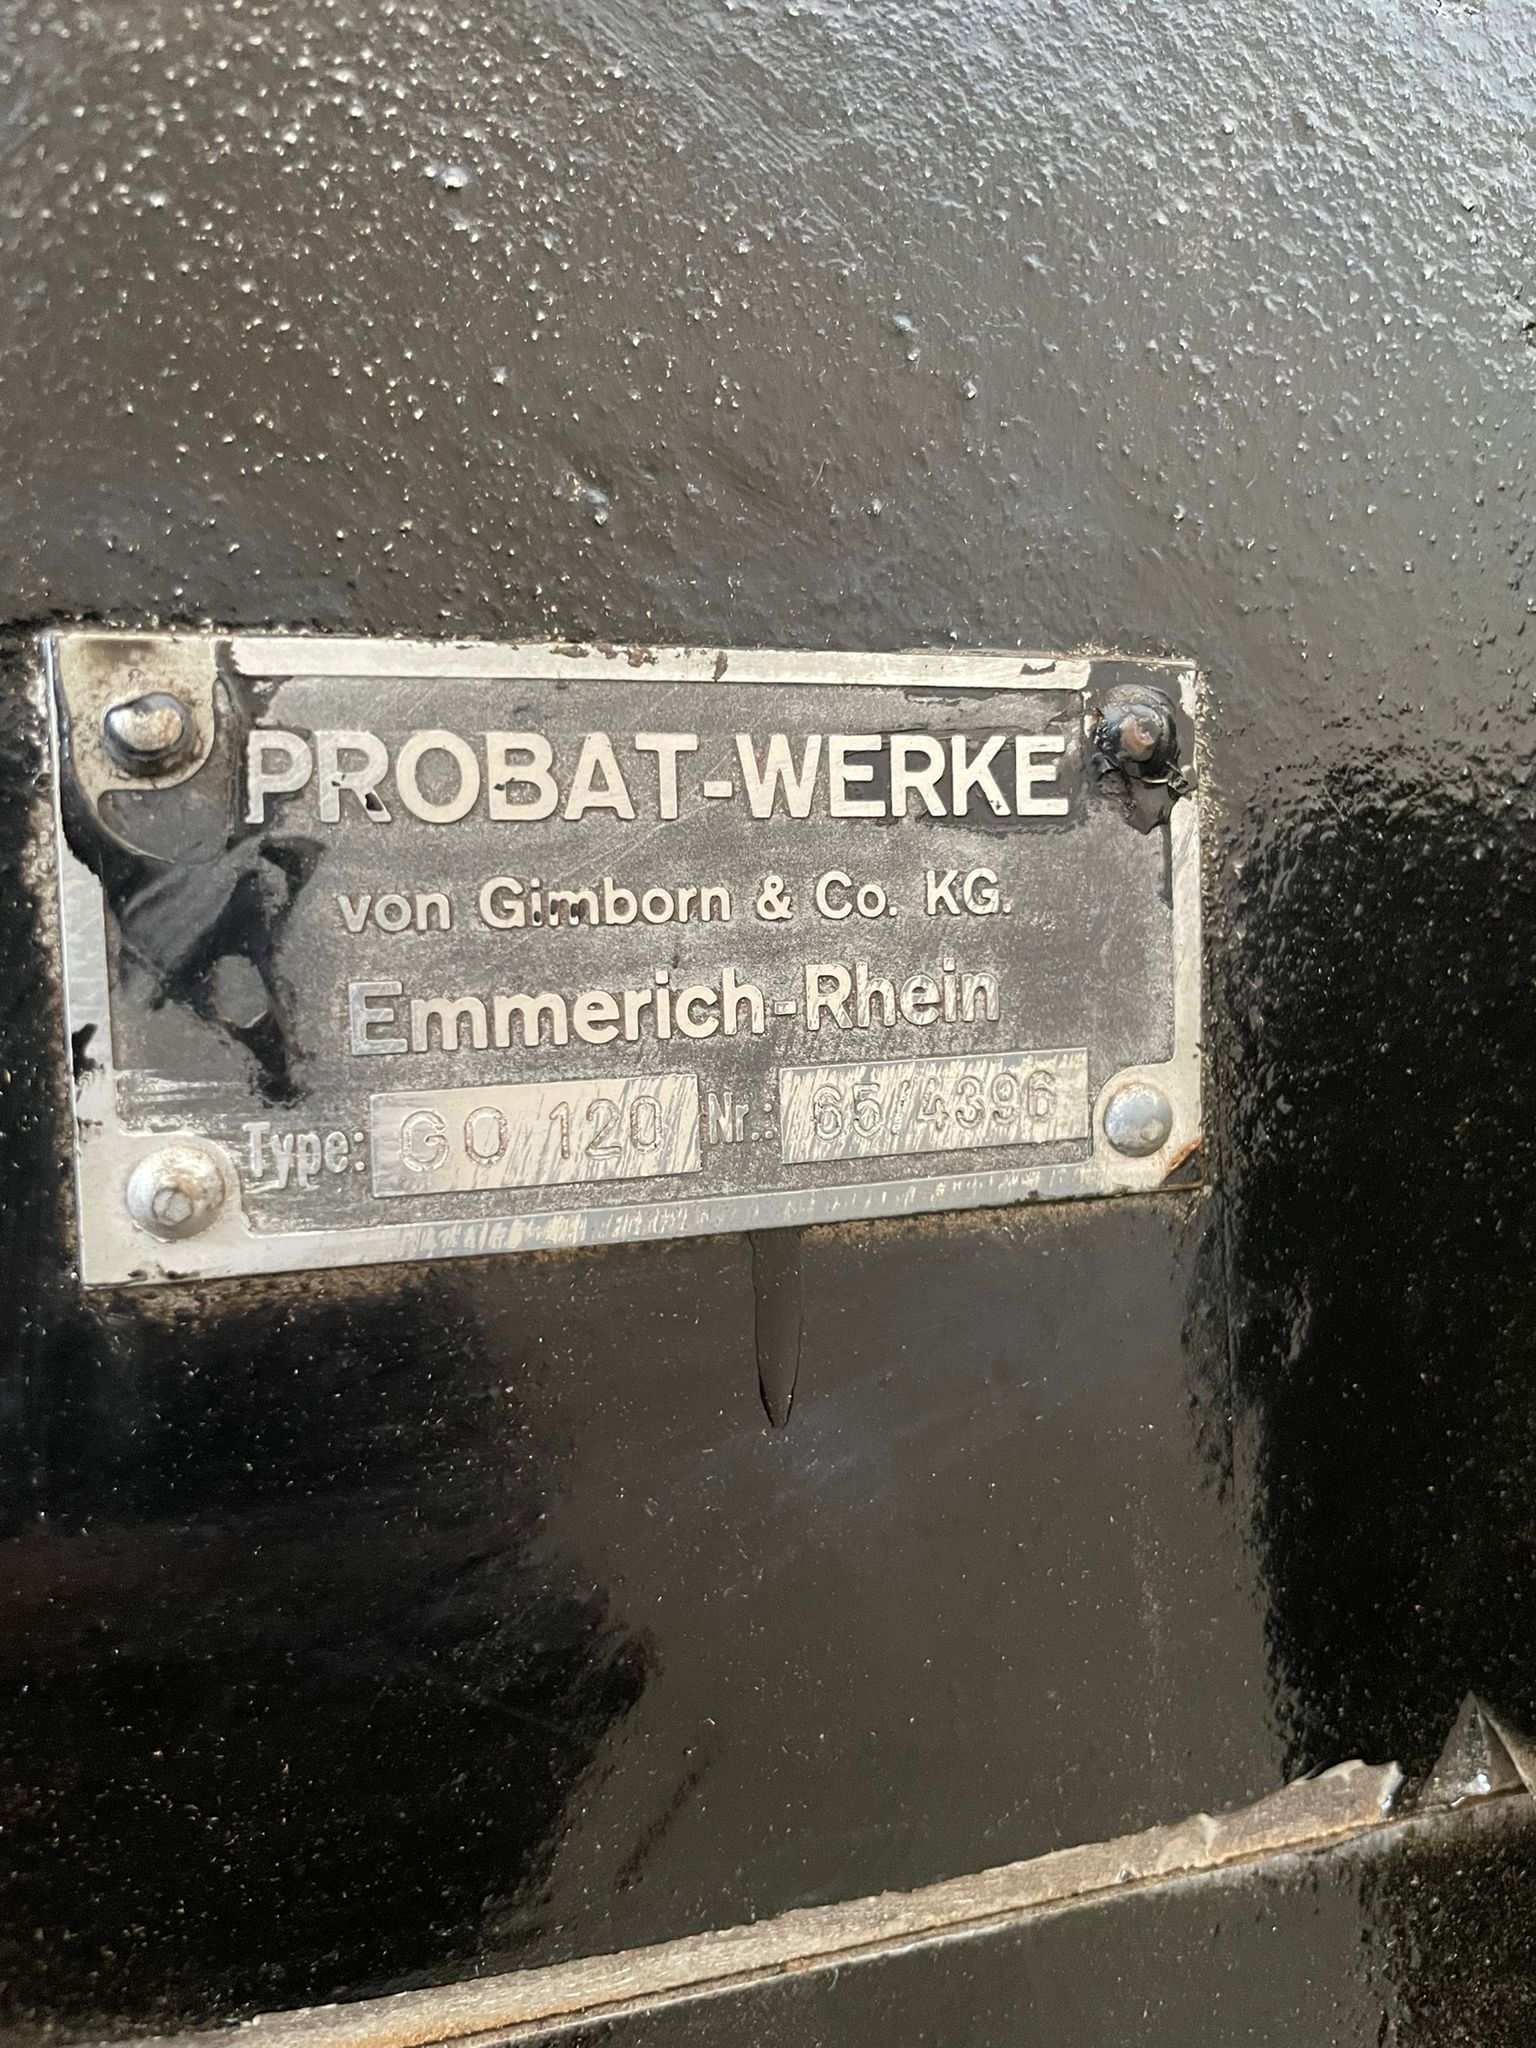 PROBAT-WERKE
von Gimborn & Co. KG.
Emmerich-Rhein
Type: GO 120 Nr.: 65/4396